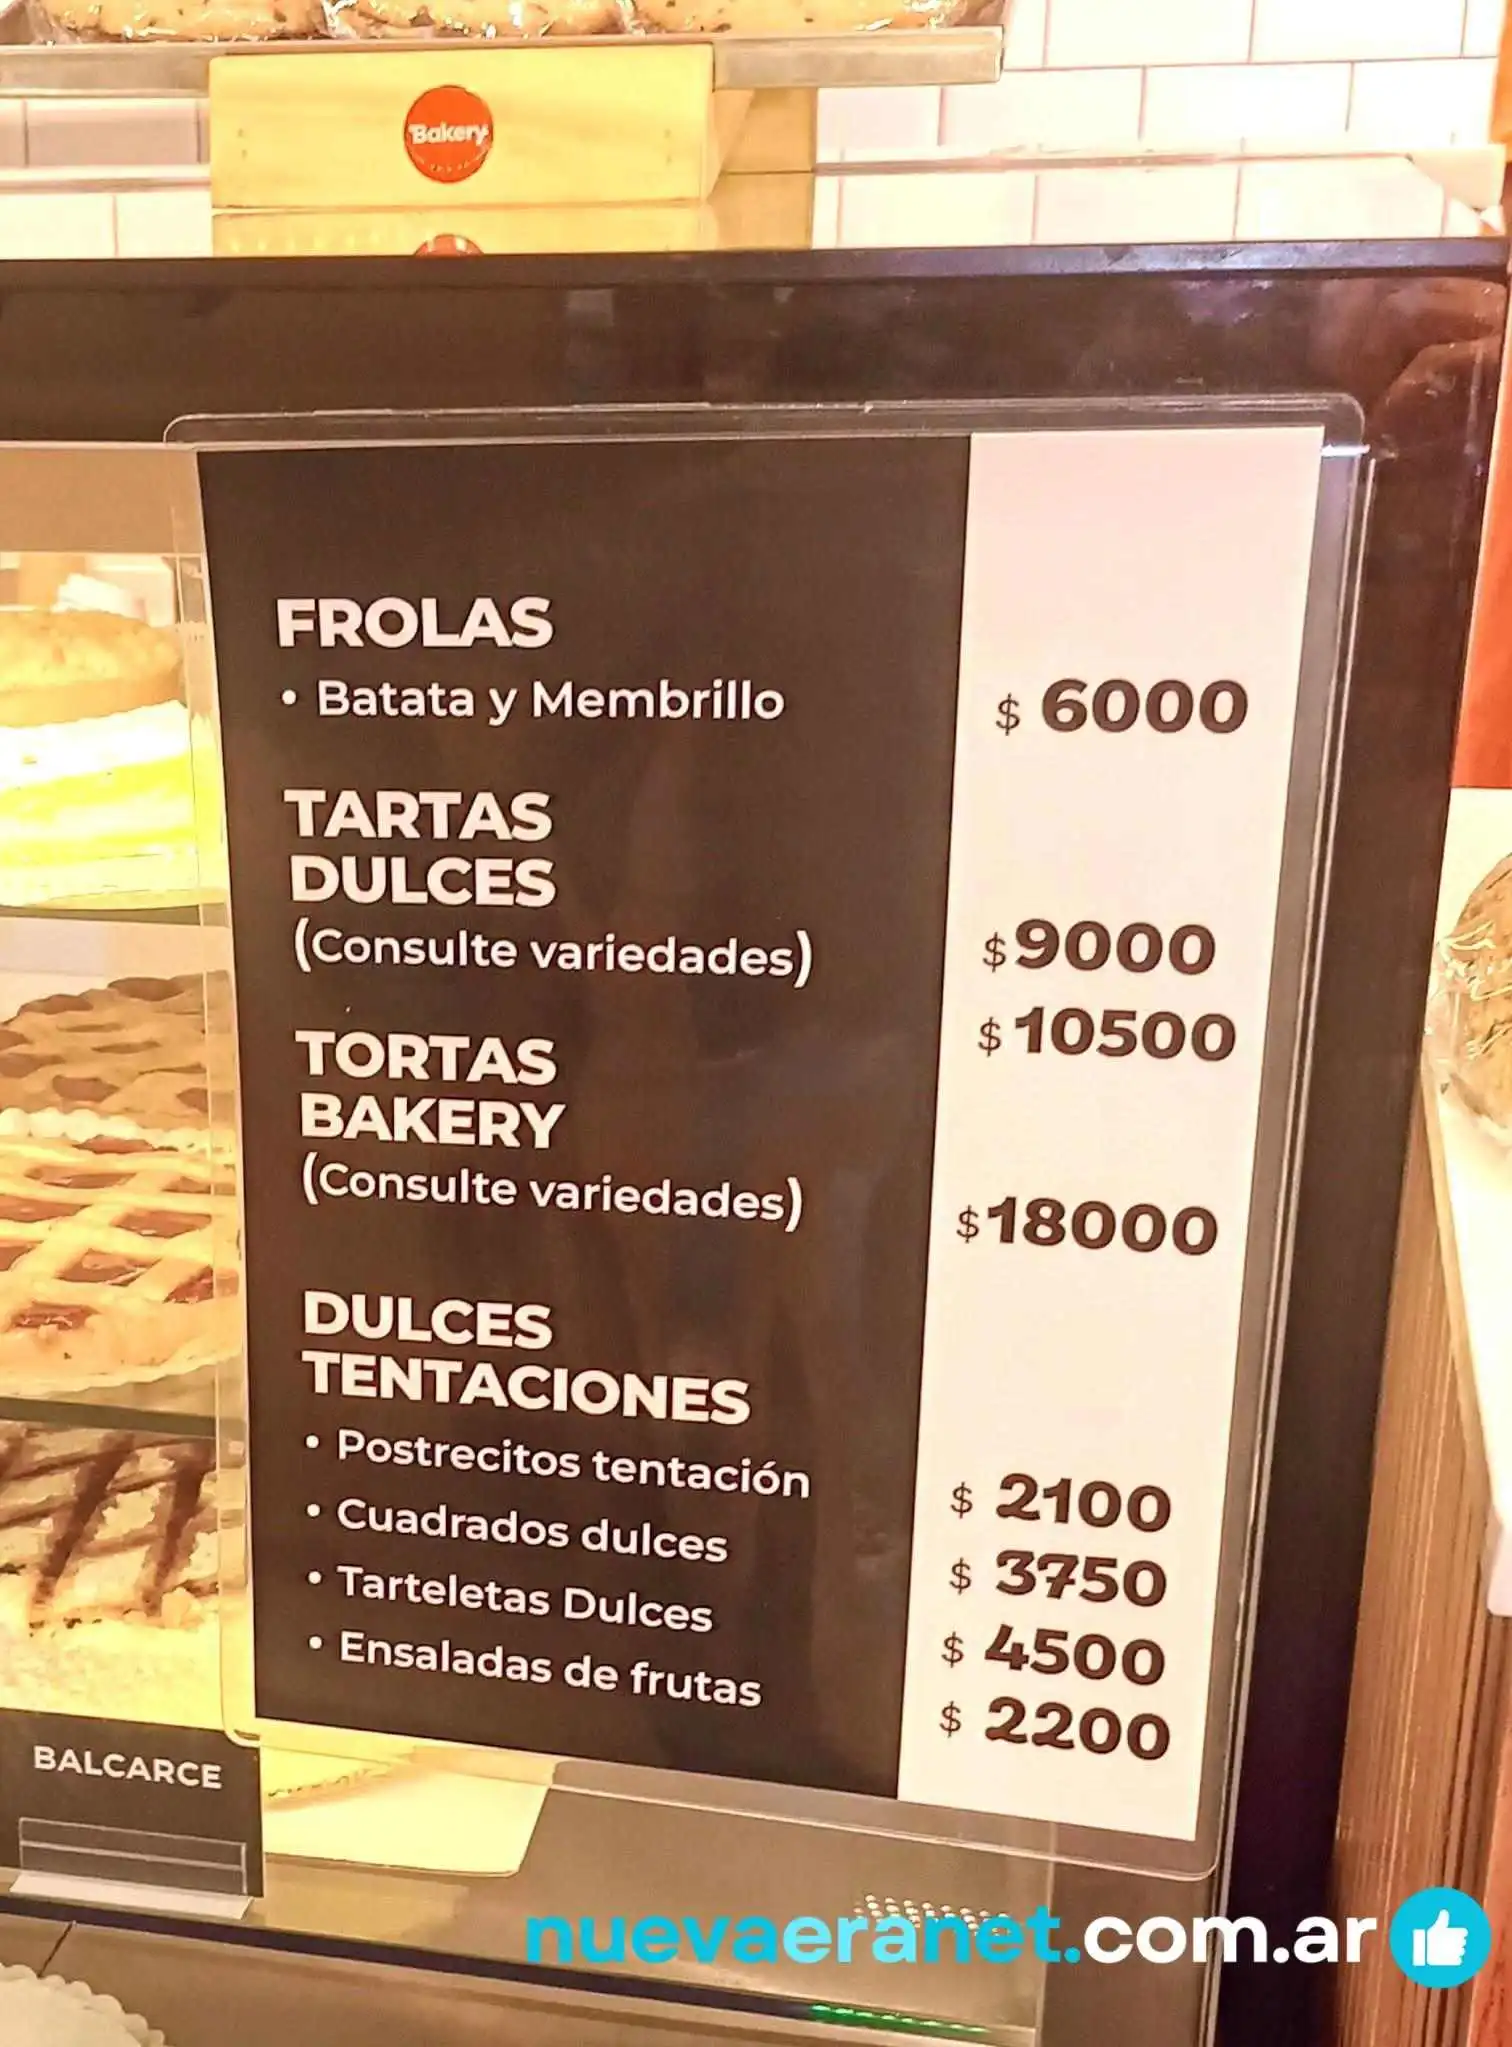 Bakery
FROLAS
• Batata y Membrillo $ 6000
TARTAS
DULCES
(Consulte variedades) $ 9000
$ 10500
TORTAS
BAKERY
(Consulte variedades) $ 18000
DULCES
TENTACIONES
• Postrecitos tentación $ 2100
• Cuadrados dulces $ 3750
• Tarteletas Dulces $ 4500
• Ensaladas de frutas $ 2200
BALCARCE
nuevaeranet.com.ar